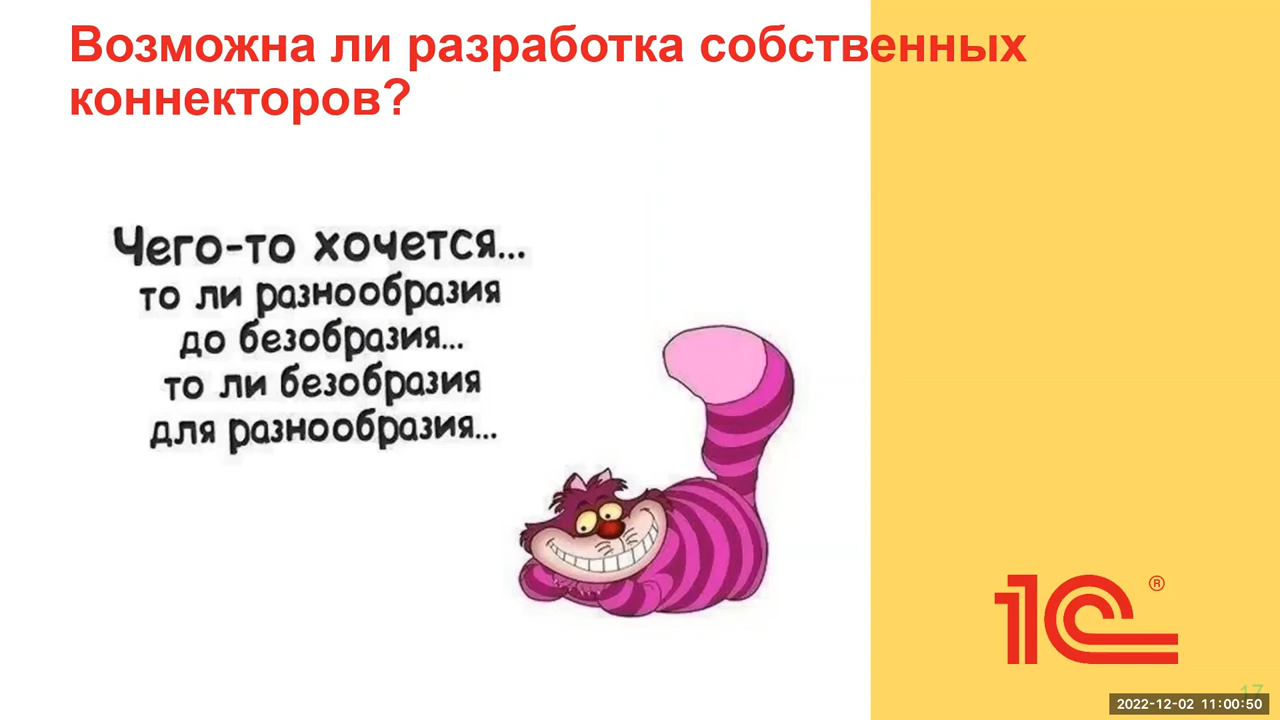 Возможна ли разработка собственных
коннекторов?
Чего-то хочется...
то ли разнообразия
до безобразия...
то ли безобразия
для разнообразия...
1С®
17
2022-12-02 11:00:50